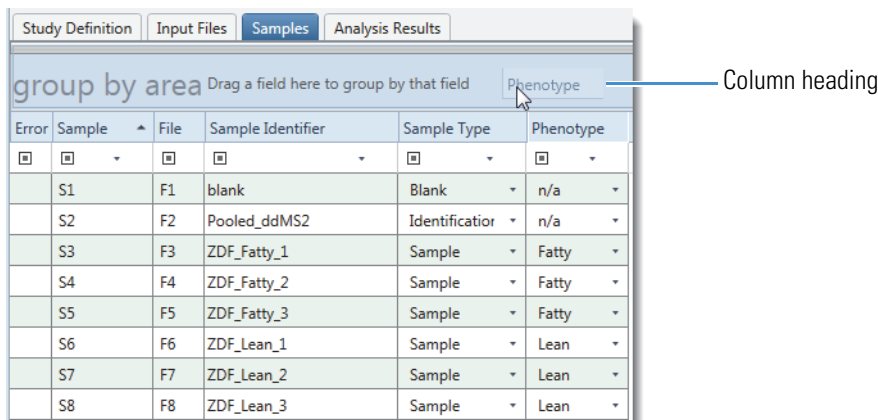 Study Definition Input Files Samples Analysis Results
group by area Drag a field here to group by that field Phenotype Column heading
Error Sample File Sample Identifier Sample Type Phenotype
S1 F1 blank Blank n/a
S2 F2 Pooled_ddMS2 Identification n/a
S3 F3 ZDF_Fatty_1 Sample Fatty
S4 F4 ZDF_Fatty_2 Sample Fatty
S5 F5 ZDF_Fatty_3 Sample Fatty
S6 F6 ZDF_Lean_1 Sample Lean
S7 F7 ZDF_Lean_2 Sample Lean
S8 F8 ZDF_Lean_3 Sample Lean